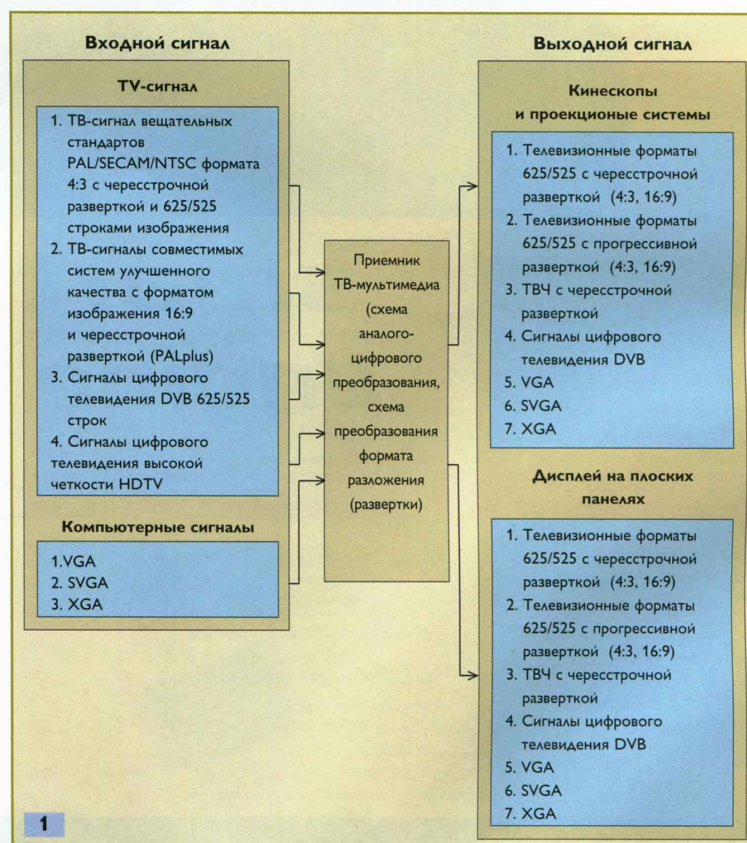 Входной сигнал
TV-сигнал
1. ТВ-сигнал вещательных
стандартов
PAL/SECAM/NTSC формата
4:3 с чересстрочной
разверткой и 625/525
строками изображения
2. ТВ-сигналы совместимых
систем улучшенного
качества с форматом
изображения 16:9
и чересстрочной
разверткой (PALplus)
3. Сигналы цифрового
телевидения DVB 625/525
строк
4. Сигналы цифрового
телевидения высокой
четкости HDTV
Компьютерные сигналы
1.VGA
2. SVGA
3. XGA
Приемник
ТВ-мультимедиа
(схема
аналого-
цифрового
преобразования,
схема
преобразования
формата
разложения
(развертки)
Выходной сигнал
Кинескопы
и проекционые системы
1. Телевизионные форматы
625/525 с чересстрочной
разверткой (4:3, 16:9)
2. Телевизионные форматы
625/525 с прогрессивной
разверткой (4:3, 16:9)
3. ТВЧ с чересстрочной
разверткой
4. Сигналы цифрового
телевидения DVB
5. VGA
6. SVGA
7. XGA
Дисплей на плоских
панелях
1. Телевизионные форматы
625/525 с чересстрочной
разверткой (4:3, 16:9)
2. Телевизионные форматы
625/525 с прогрессивной
разверткой (4:3, 16:9)
3. ТВЧ с чересстрочной
разверткой
4. Сигналы цифрового
телевидения DVB
5. VGA
6. SVGA
7. XGA
1